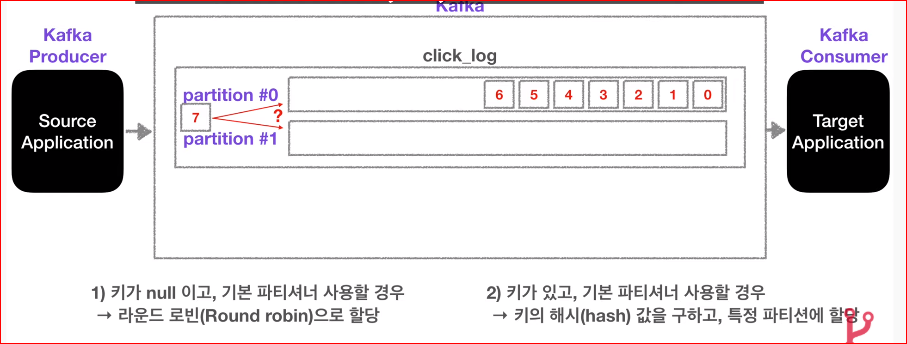 Kafka
Kafka
Producer
Kafka
Consumer
click_log
partition #0
6 5 4 3 2 1 0
7
?
partition #1
Source
Application
Target
Application
1) 키가 null 이고, 기본 파티셔너 사용할 경우
→ 라운드 로빈(Round robin)으로 할당
2) 키가 있고, 기본 파티셔너 사용할 경우
→ 키의 해시(hash) 값을 구하고, 특정 파티션에 할당